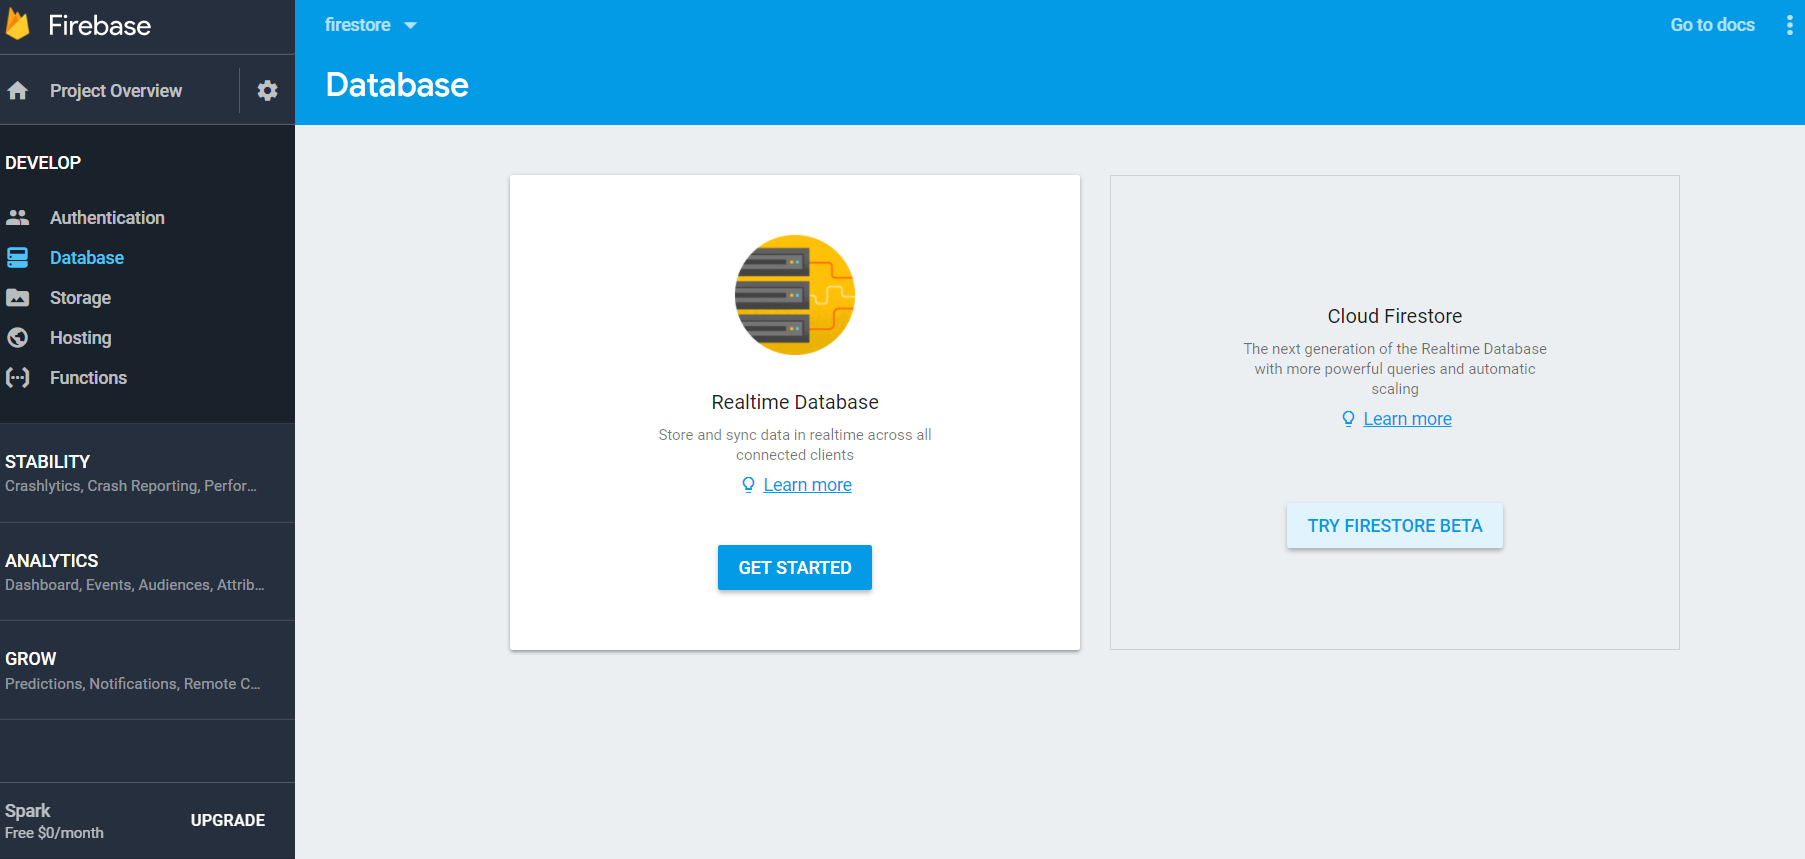 Firebase
Project Overview
DEVELOP
Authentication
Database
Storage
Hosting
Functions
STABILITY
Crashlytics, Crash Reporting, Perfor...
ANALYTICS
Dashboard, Events, Audiences, Attrib...
GROW
Predictions, Notifications, Remote C...
Spark
Free $0/month
UPGRADE
firestore
Go to docs
Database
Realtime Database
Store and sync data in realtime across all
connected clients
Learn more
GET STARTED
Cloud Firestore
The next generation of the Realtime Database
with more powerful queries and automatic
scaling
Learn more
TRY FIRESTORE BETA